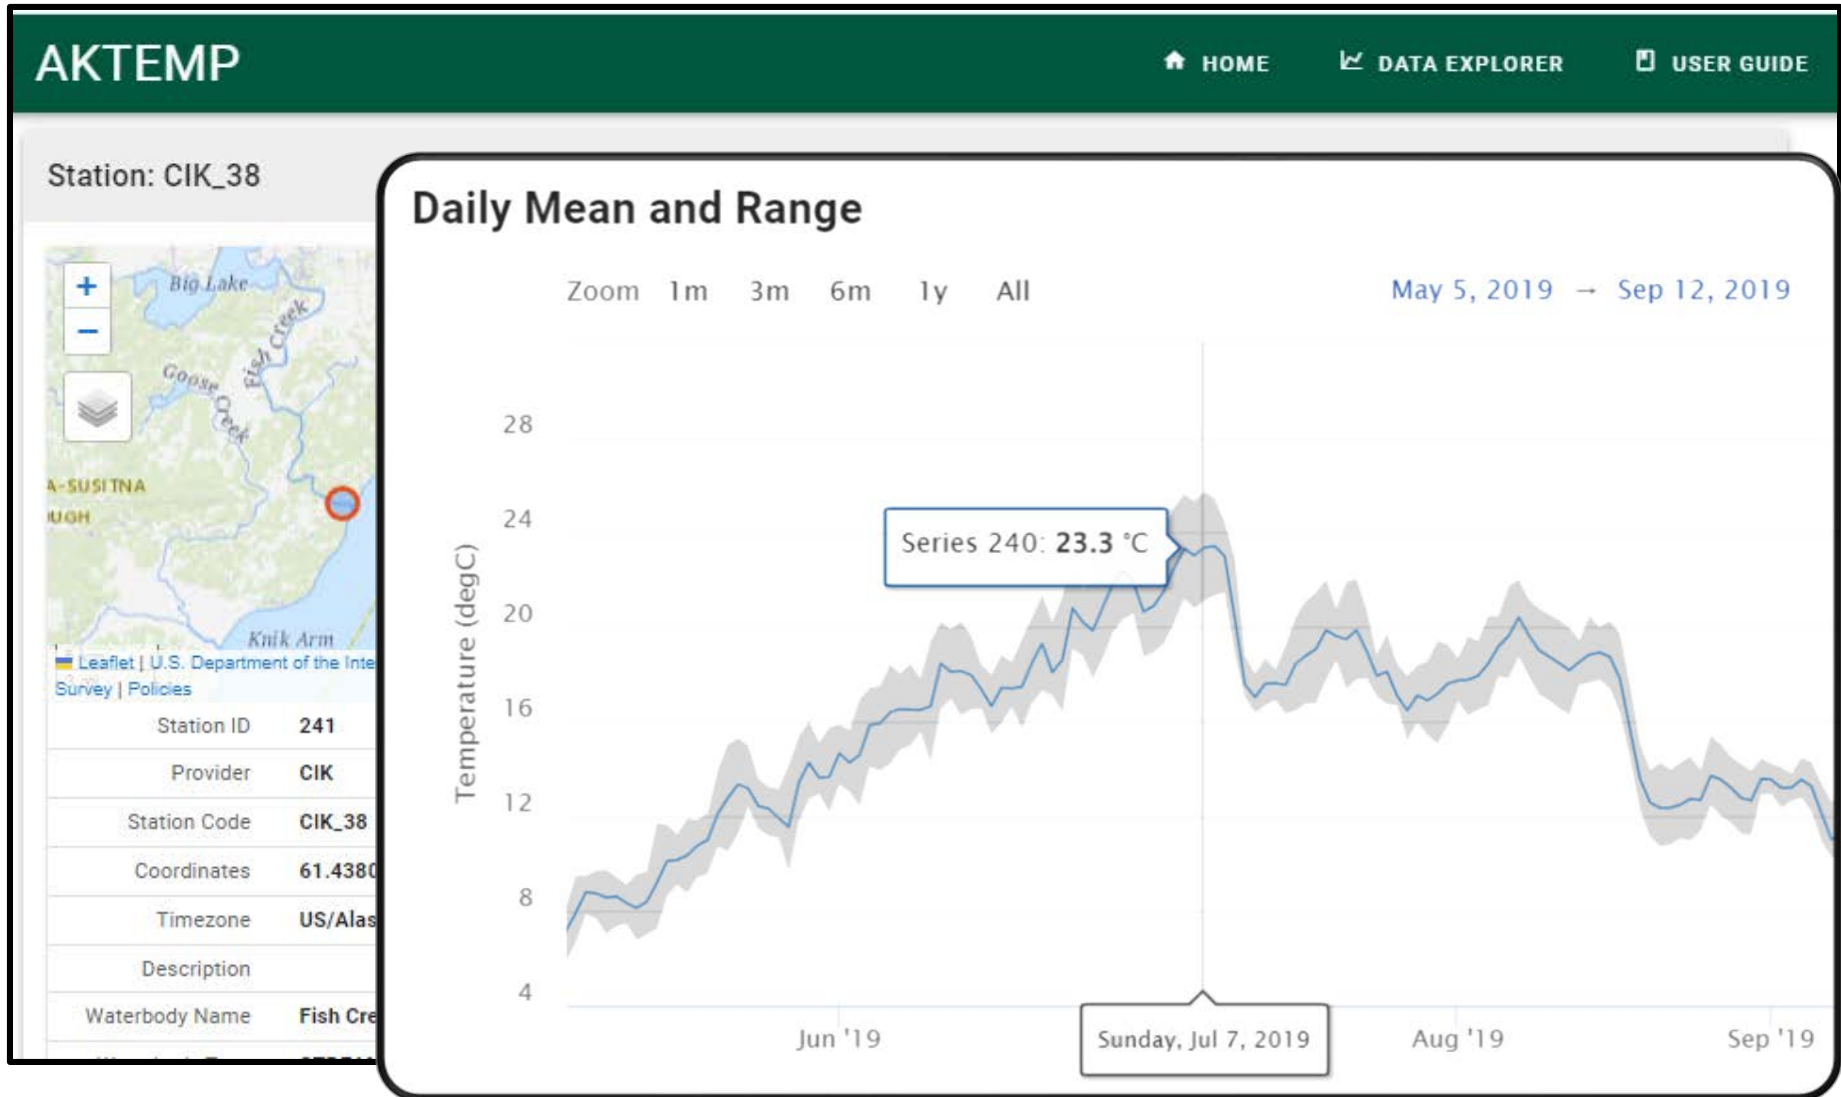 AKTEMP
HOME
DATA EXPLORER
USER GUIDE
Station: CIK_38
Big Lake
Fish Creek
Goose Creek
A-SUSITNA
UGH
Knik Arm
Leaflet | U.S. Department of the Inte
Survey | Policies
Station ID 241
Provider CIK
Station Code CIK_38
Coordinates 61.4380
Timezone US/Alas
Description
Waterbody Name Fish Cre
Daily Mean and Range
Zoom 1m 3m 6m 1y All
May 5, 2019 → Sep 12, 2019
Temperature (degC)
28
24
20
16
12
8
4
Series 240: 23.3 °C
Jun '19
Sunday, Jul 7, 2019
Aug '19
Sep '19